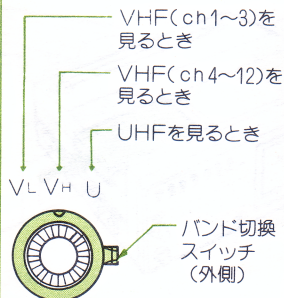 VHF(ch1~3)を
見るとき
VHF(ch4~12)を
見るとき
UHFを見るとき
VL VH U
バンド切換
スイッチ
(外側)